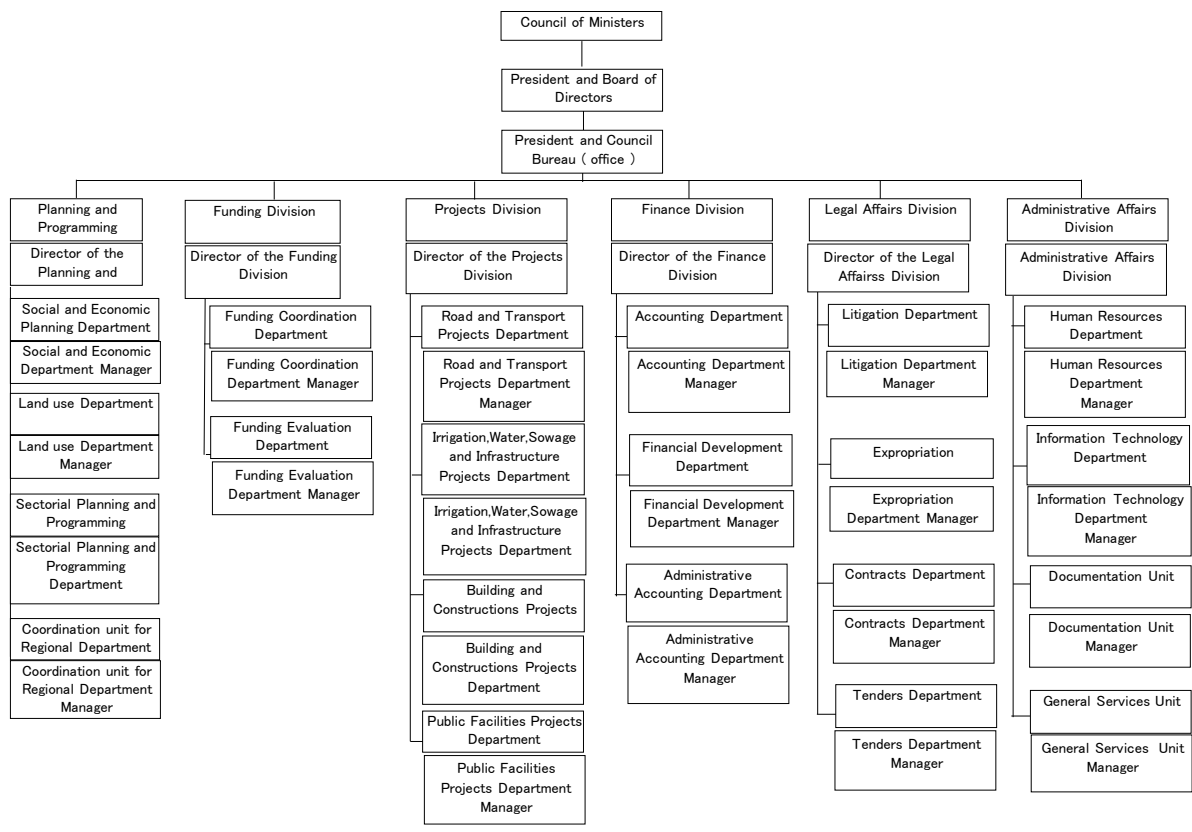 Council of Ministers
President and Board of
Directors
President and Council
Bureau ( office )
Planning and
Programming
Director of the
Planning and
Social and Economic
Planning Department
Social and Economic
Department Manager
Land use Department
Land use Department
Manager
Sectorial Planning and
Programming
Sectorial Planning and
Programming
Department
Coordination unit for
Regional Department
Coordination unit for
Regional Department
Manager
Funding Division
Director of the Funding
Division
Funding Coordination
Department
Funding Coordination
Department Manager
Funding Evaluation
Department
Funding Evaluation
Department Manager
Projects Division
Director of the Projects
Division
Road and Transport
Projects Department
Road and Transport
Projects Department
Manager
Irrigation,Water,Sowage
and Infrastructure
Projects Department
Irrigation,Water,Sowage
and Infrastructure
Projects Department
Building and
Constructions Projects
Building and
Constructions Projects
Department
Public Facilities Projects
Department
Public Facilities
Projects Department
Manager
Finance Division
Director of the Finance
Division
Accounting Department
Accounting Department
Manager
Financial Development
Department
Financial Development
Department Manager
Administrative
Accounting Department
Administrative
Accounting Department
Manager
Legal Affairs Division
Director of the Legal
Affairss Division
Litigation Department
Litigation Department
Manager
Expropriation
Expropriation
Department Manager
Contracts Department
Contracts Department
Manager
Tenders Department
Tenders Department
Manager
Administrative Affairs
Division
Administrative Affairs
Division
Human Resources
Department
Human Resources
Department
Manager
Information Technology
Department
Information Technology
Department
Manager
Documentation Unit
Documentation Unit
Manager
General Services Unit
General Services Unit
Manager